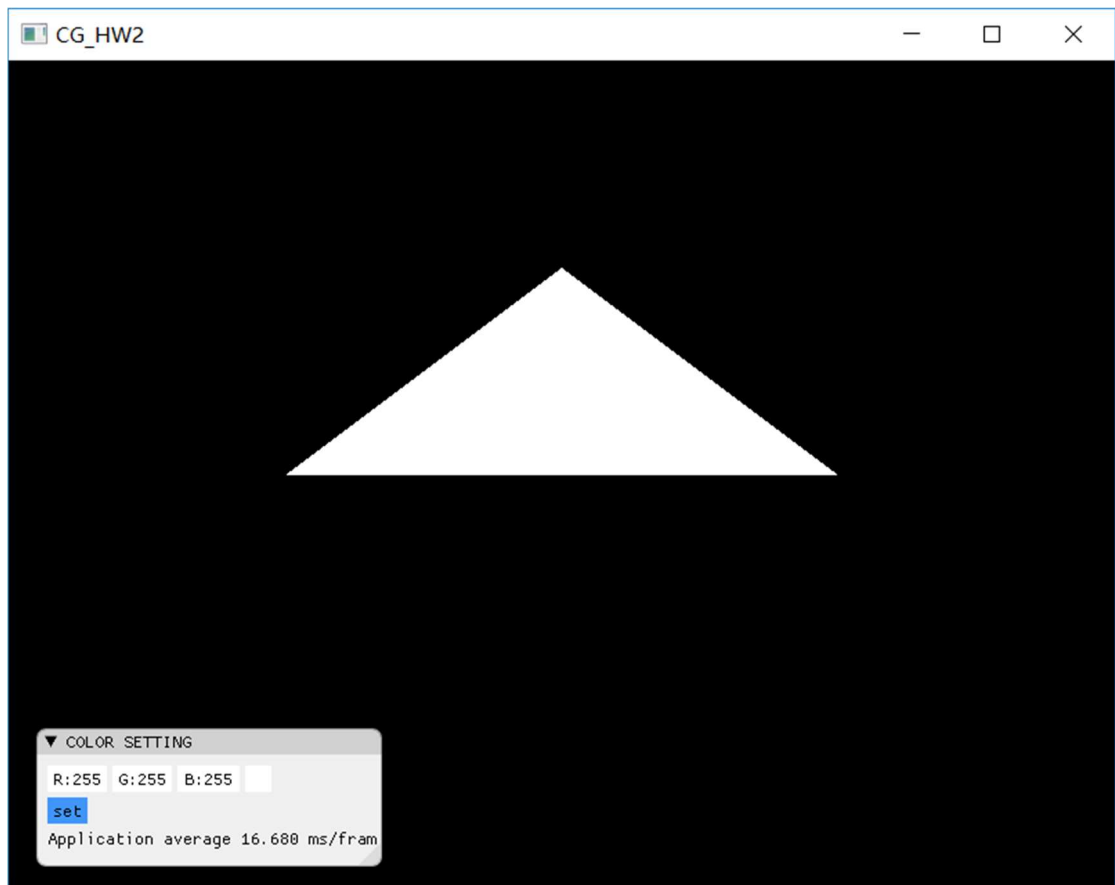 CG_HW2
COLOR SETTING
R:255 G:255 B:255
set
Application average 16.680 ms/fram